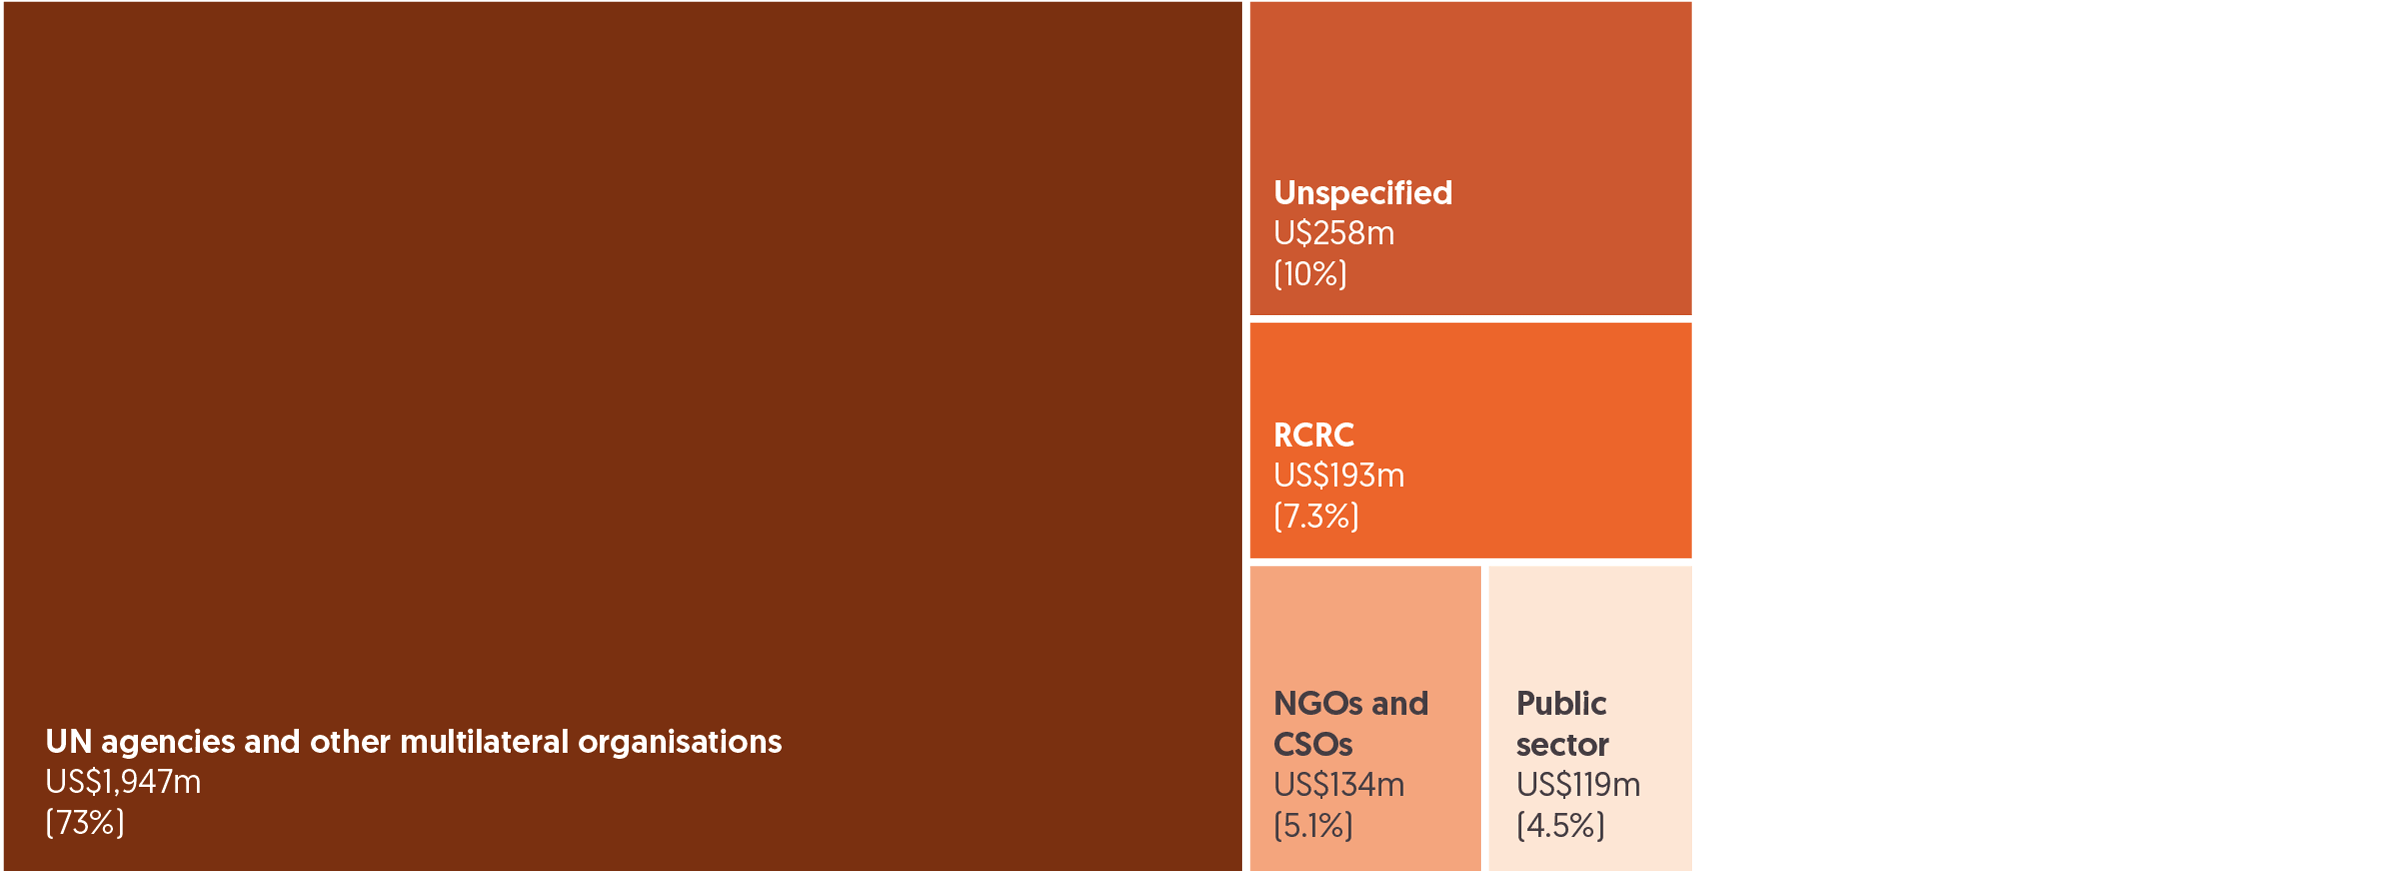 Unspecified
U$258m
(10%)
RCRC
US$193m
(7.3%)
UN agencies and other multilateral organisations
US$1,947m
(73%)
NGOs and
CSOs
US$134m
(5.1%)
Public
sector
US$119m
(4.5%)